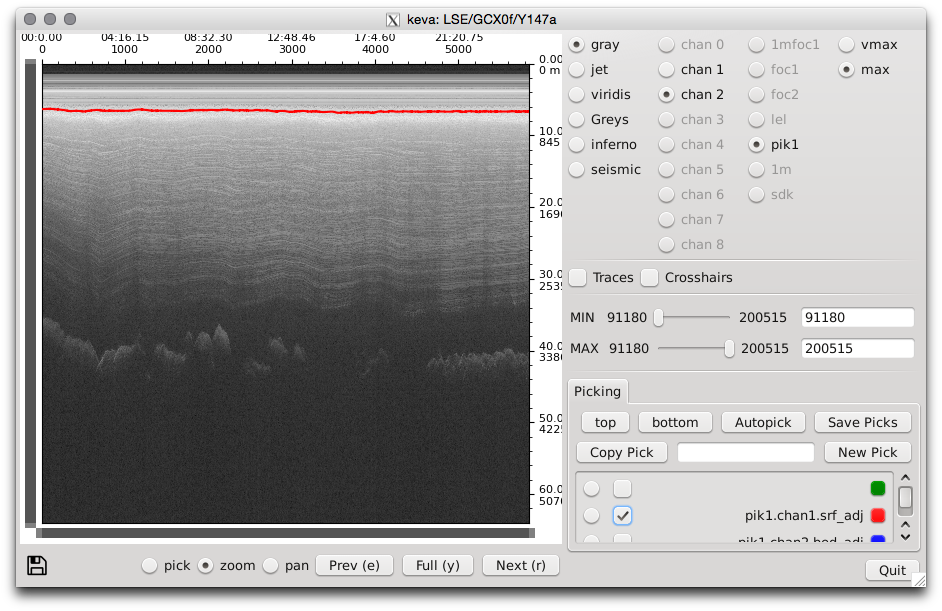 keva: LSE/GCX0f/Y147a
00:0.0 04:16.15 08:32.30 12:48.46 17:4.60 21:20.75
0 1000 2000 3000 4000 5000
0.00
0 m
10.0
845
20.0
1690
30.0
2535
40.0
3380
50.0
4225
60.0
5070
gray chan 0 1mfoc1 vmax
jet chan 1 foc1 max
viridis chan 2 foc2
Greys chan 3 lel
inferno chan 4 pik1
seismic chan 5 1m
chan 6 sdk
chan 7
chan 8
Traces Crosshairs
MIN 91180 200515 91180
MAX 91180 200515 200515
Picking
top bottom Autopick Save Picks
Copy Pick New Pick
pik1.chan1.srf_adj
pik1.chan2.bed_adj
pick zoom pan Prev (e) Full (y) Next (r) Quit